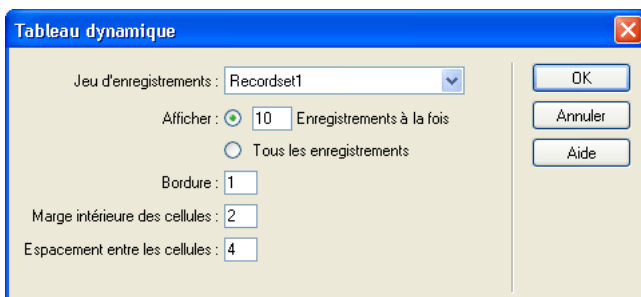 Tableau dynamique
Jeu d'enregistrements : Recordset1
OK
Afficher : 10 Enregistrements à la fois
Annuler
Tous les enregistrements
Aide
Bordure : 1
Marge intérieure des cellules : 2
Espacement entre les cellules : 4